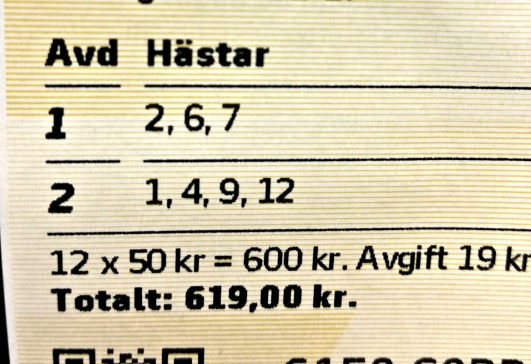 Avd Hästar
1 2, 6, 7
2 1, 4, 9, 12
12 x 50 kr = 600 kr. Avgift 19 kr
Totalt: 619,00 kr.